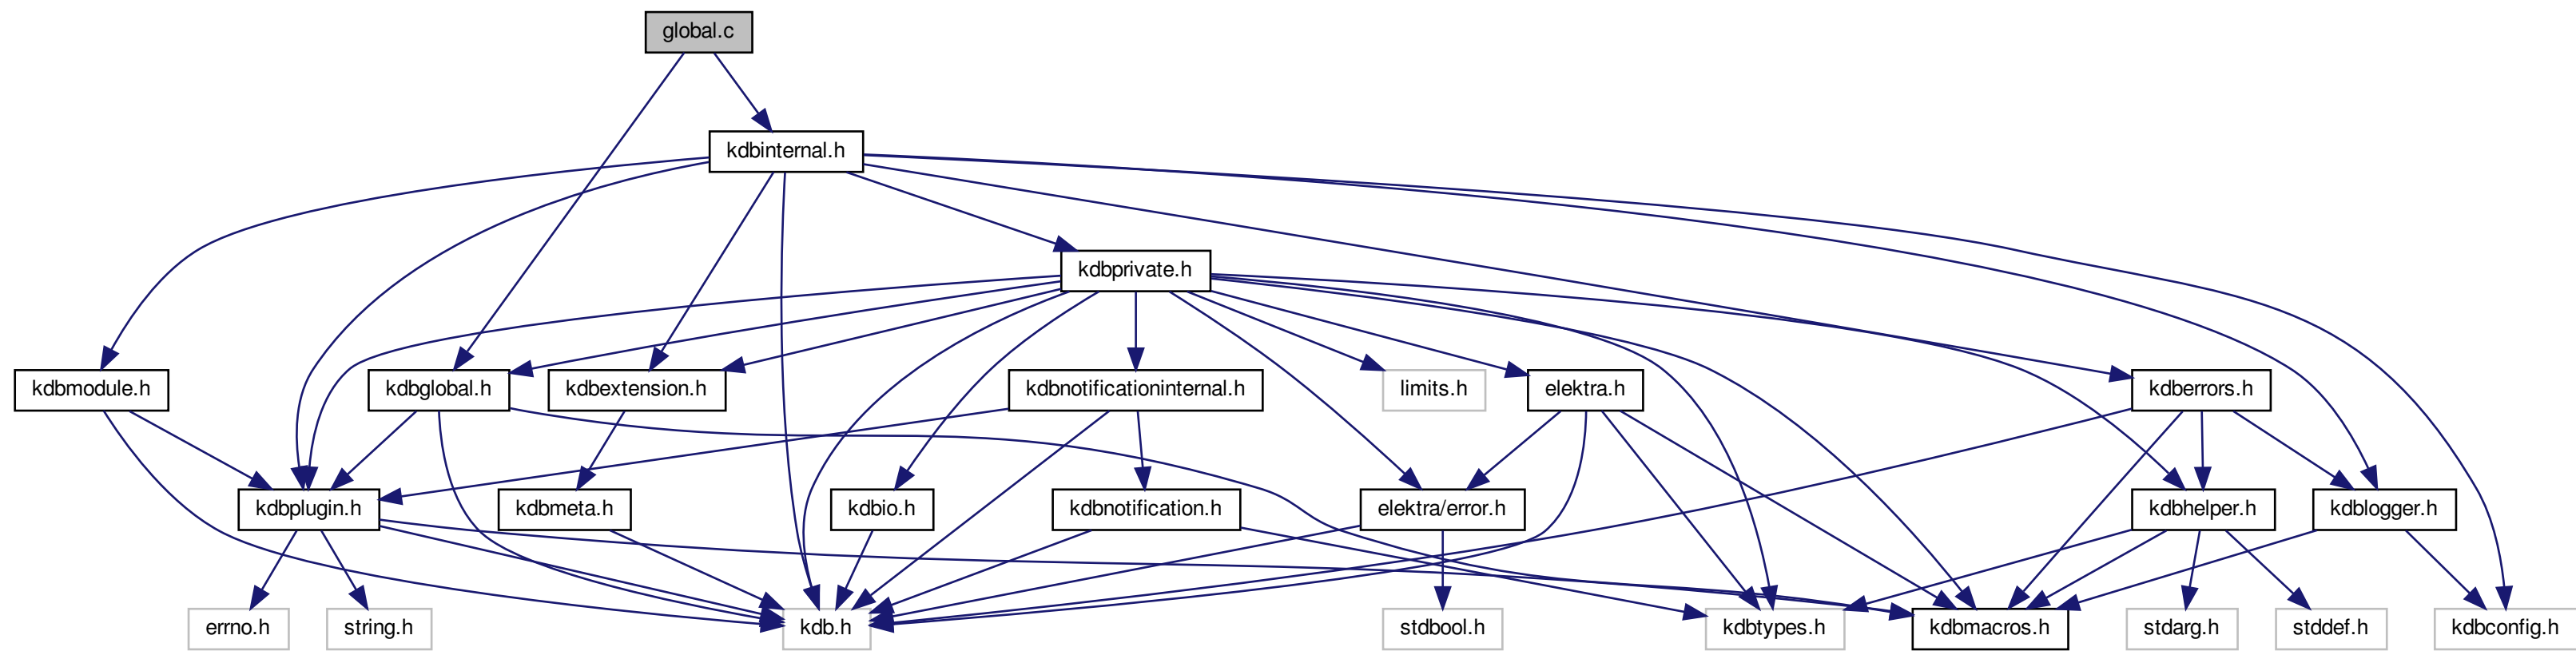 global.c
kdbinternal.h
kdbprivate.h
kdbmodule.h
kdbglobal.h
kdbextension.h
kdbnotificationinternal.h
limits.h
elektra.h
kdberrors.h
kdbplugin.h
kdbmeta.h
kdbio.h
kdbnotification.h
elektra/error.h
kdbhelper.h
kdblogger.h
errno.h
string.h
kdb.h
stdbool.h
kdbtypes.h
kdbmacros.h
stdarg.h
stddef.h
kdbconfig.h